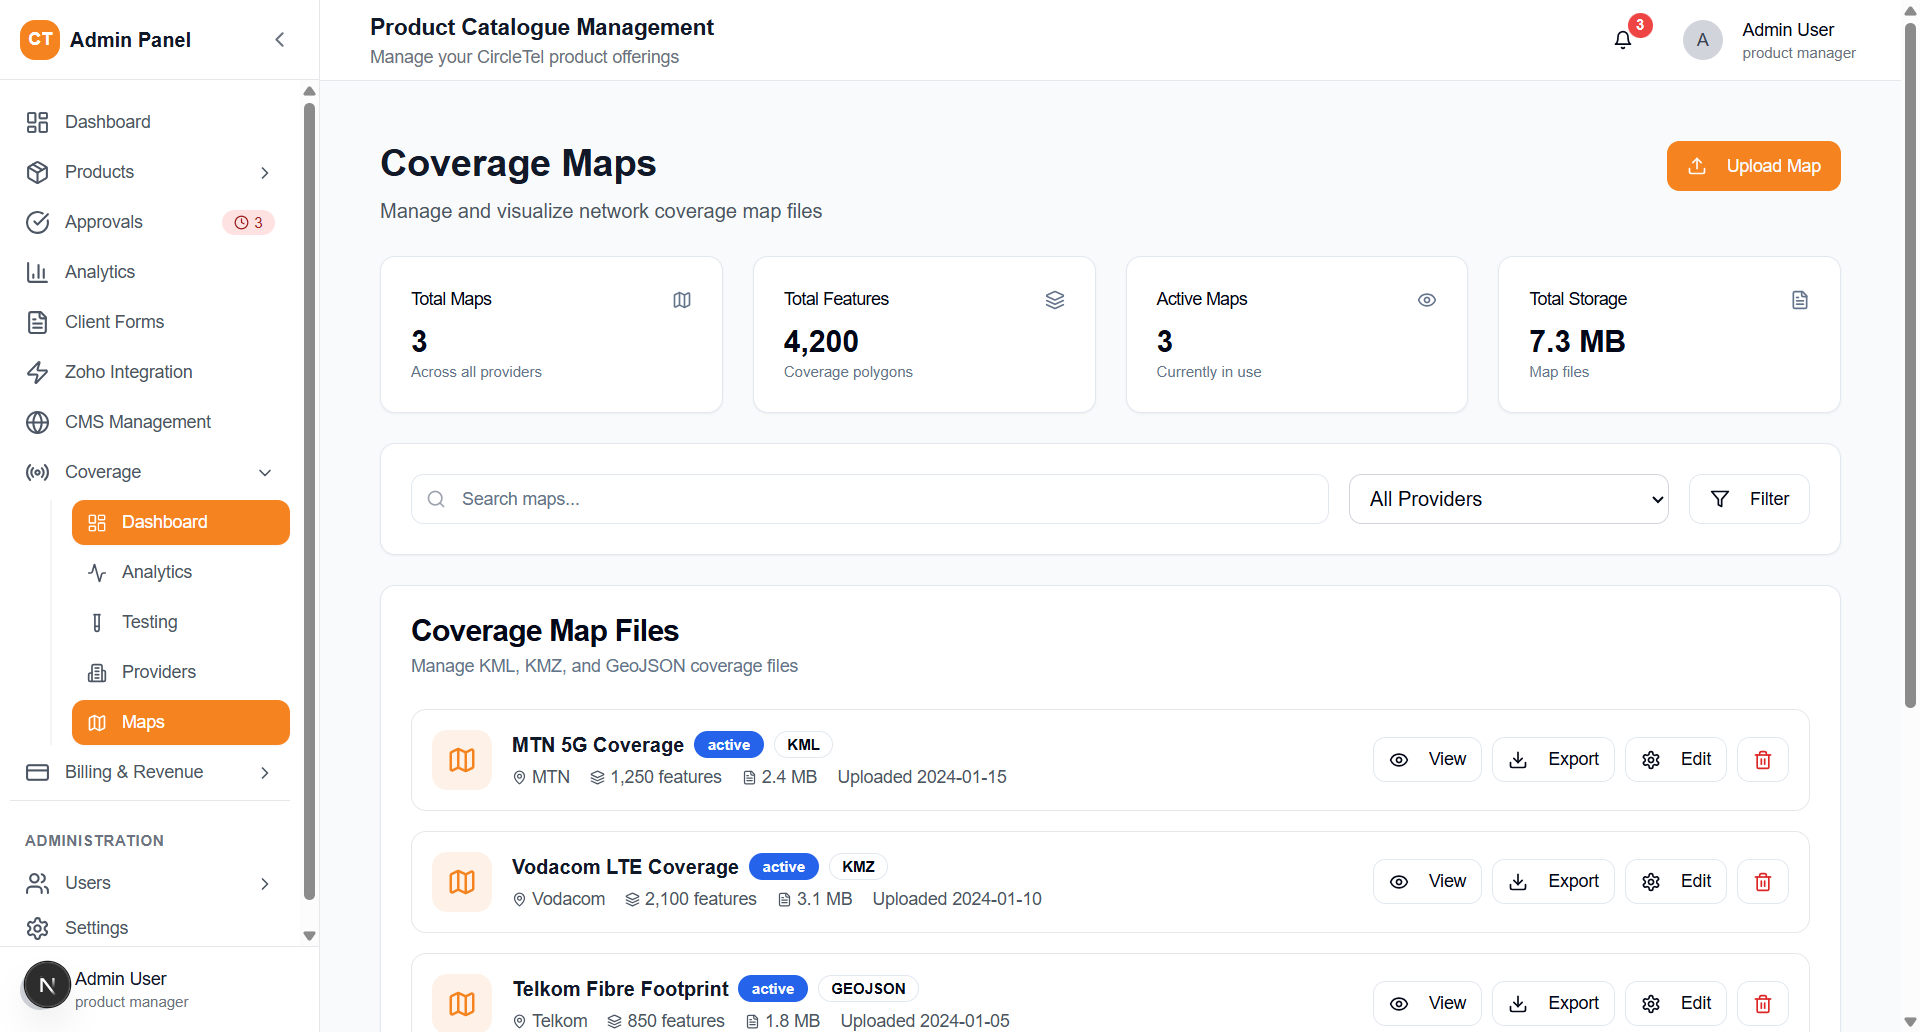 CT Admin Panel
Dashboard
Products
Approvals 3
Analytics
Client Forms
Zoho Integration
CMS Management
Coverage
Dashboard
Analytics
Testing
Providers
Maps
Billing & Revenue
ADMINISTRATION
Users
Settings
N Admin User
product manager
Product Catalogue Management
Manage your CircleTel product offerings
3
A Admin User
product manager
Coverage Maps
Manage and visualize network coverage map files
Upload Map
Total Maps
3
Across all providers
Total Features
4,200
Coverage polygons
Active Maps
3
Currently in use
Total Storage
7.3 MB
Map files
Search maps... All Providers Filter
Coverage Map Files
Manage KML, KMZ, and GeoJSON coverage files
MTN 5G Coverage active KML
MTN 1,250 features 2.4 MB Uploaded 2024-01-15
View Export Edit
Vodacom LTE Coverage active KMZ
Vodacom 2,100 features 3.1 MB Uploaded 2024-01-10
View Export Edit
Telkom Fibre Footprint active GEOJSON
Telkom 850 features 1.8 MB Uploaded 2024-01-05
View Export Edit